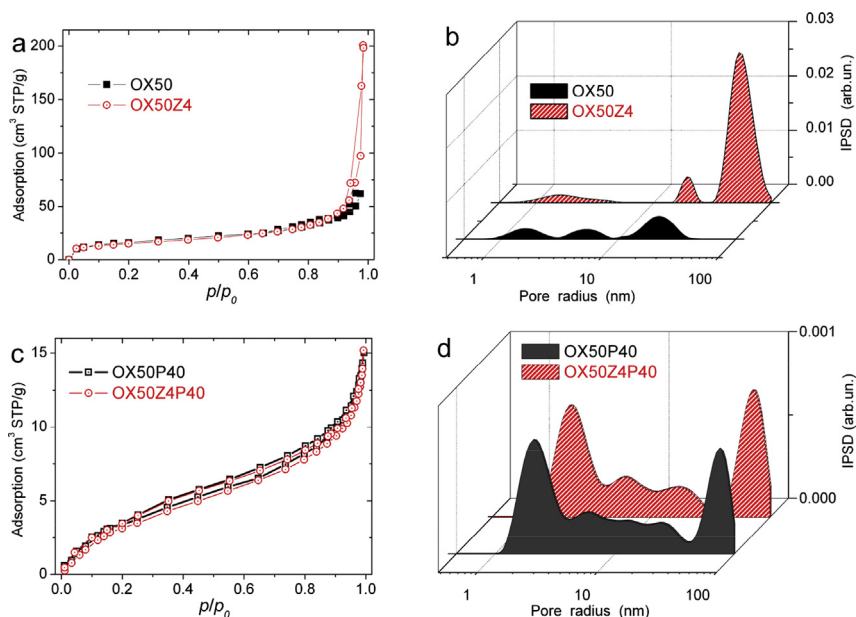 a
200
150
100
50
0
Adsorption (cm³ STP/g)
OX50
OX50Z4
0.0 0.2 0.4 0.6 0.8 1.0
p/p₀
b
OX50
OX50Z4
0.03
0.02
0.01
0.00
IPSD (arb.un.)
1 10 100
Pore radius (nm)
c
15
10
5
0
Adsorption (cm³ STP/g)
OX50P40
OX50Z4P40
0.0 0.2 0.4 0.6 0.8 1.0
p/p₀
d
OX50P40
OX50Z4P40
0.001
0.000
IPSD (arb.un.)
1 10 100
Pore radius (nm)